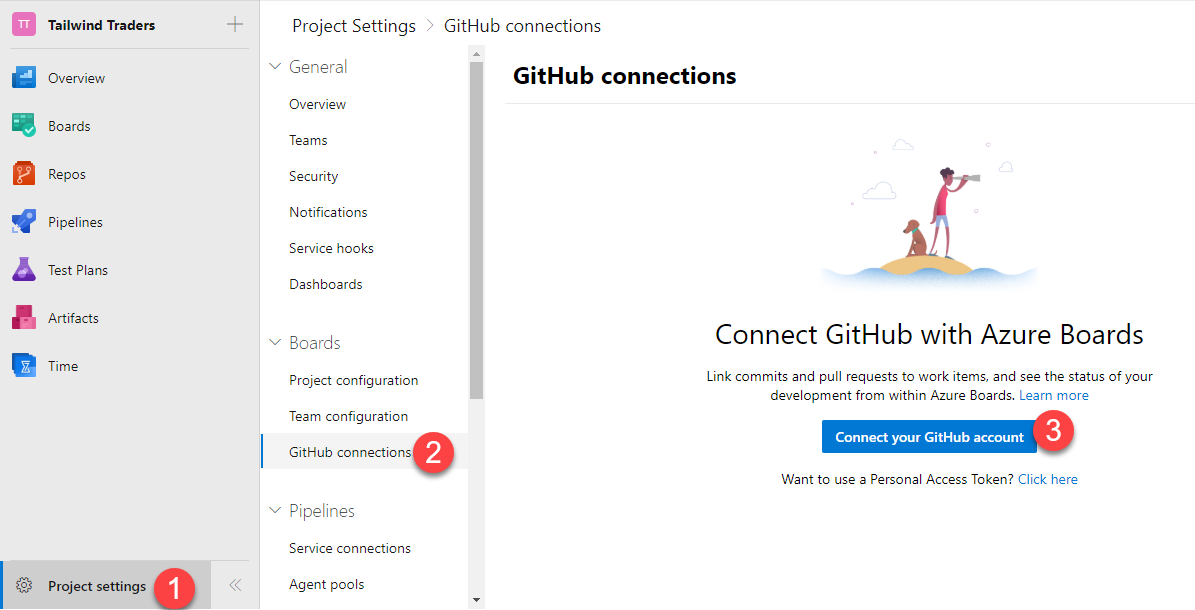 TT
Tailwind Traders
Overview
Boards
Repos
Pipelines
Test Plans
Artifacts
Time
Project settings
1
Project Settings > GitHub connections
General
Overview
Teams
Security
Notifications
Service hooks
Dashboards
Boards
Project configuration
Team configuration
GitHub connections
2
Pipelines
Service connections
Agent pools
GitHub connections
Connect GitHub with Azure Boards
Link commits and pull requests to work items, and see the status of your
development from within Azure Boards. Learn more
Connect your GitHub account
3
Want to use a Personal Access Token? Click here